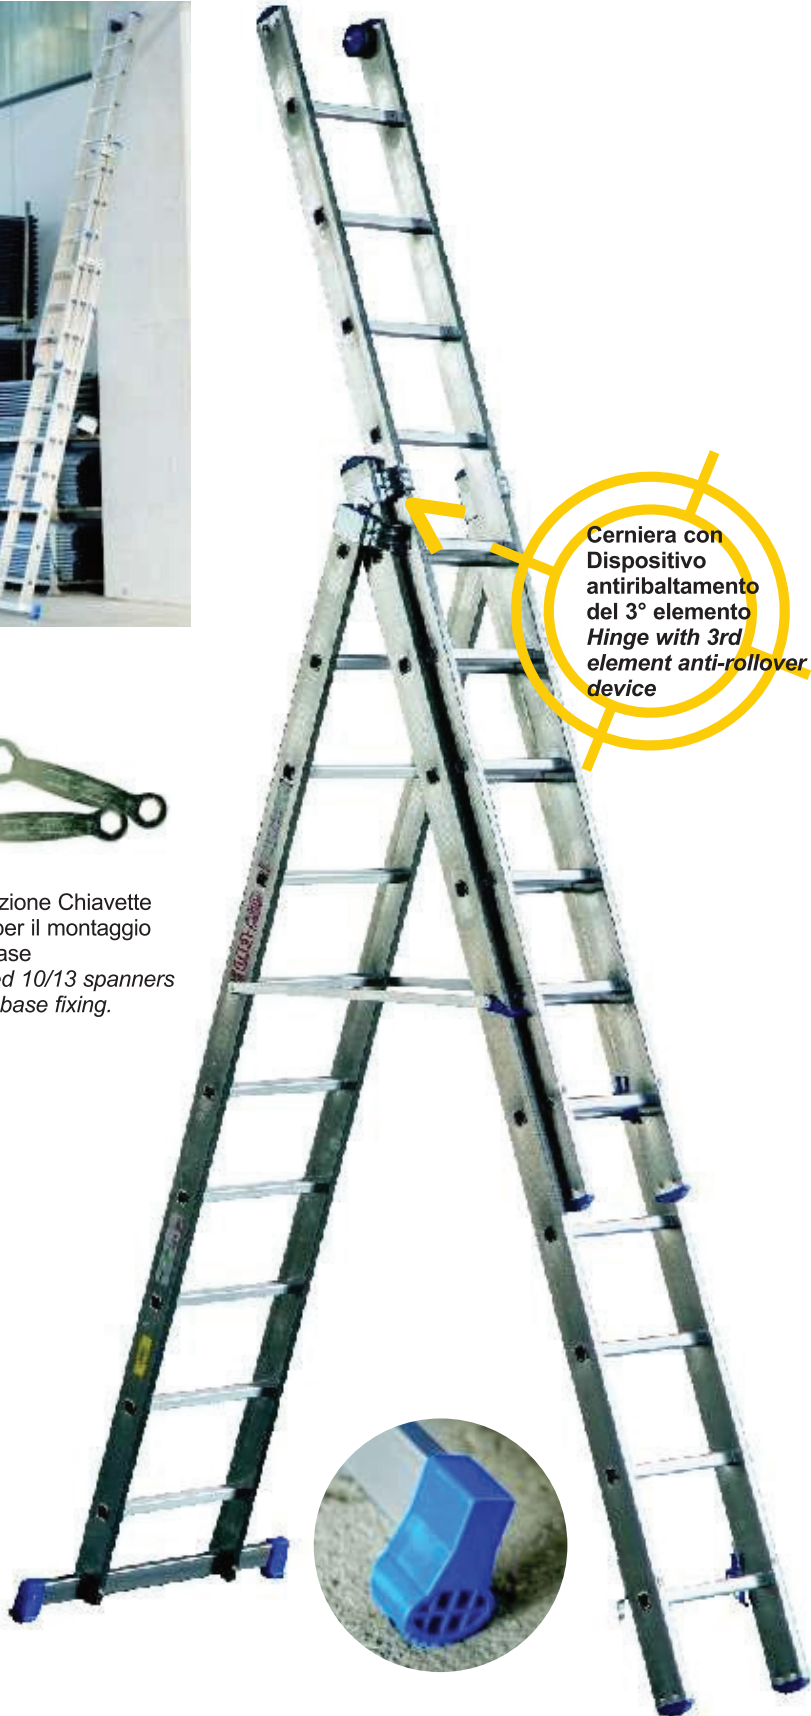 Cerniera con
Dispositivo
antiribaltamento
del 3° elemento
Hinge with 3rd
element anti-rollover
device
zione Chiavette
per il montaggio
ase
ed 10/13 spanners
base fixing.